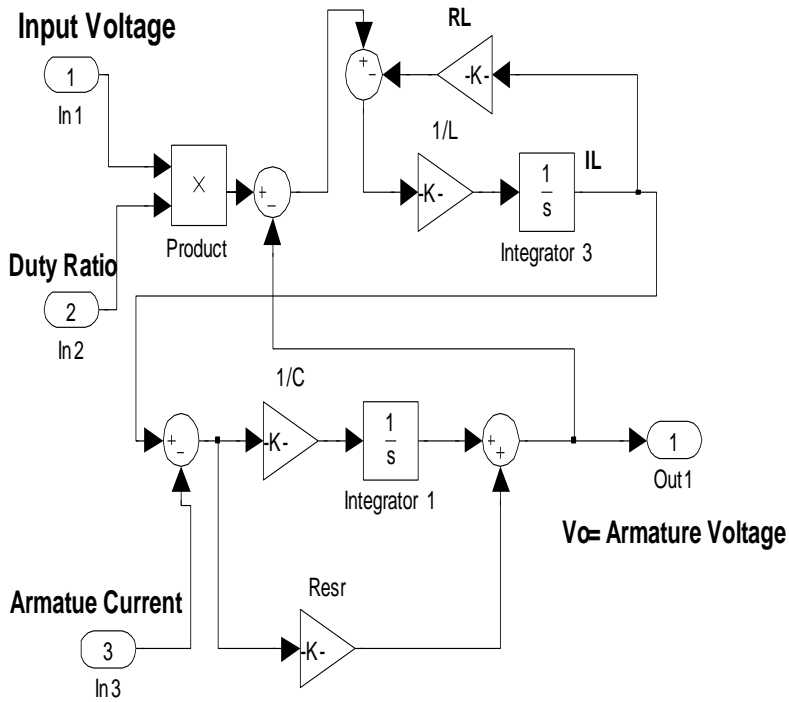 Input Voltage
1
In1
RL
+
-
-K-
1/L
-K-
1
s
IL
Integrator 3
×
Product
+
-
Duty Ratio
2
In2
1/C
+
-
-K-
1
s
Integrator 1
+
+
1
Out1
Vo= Armature Voltage
Resr
-K-
Armatue Current
3
In3